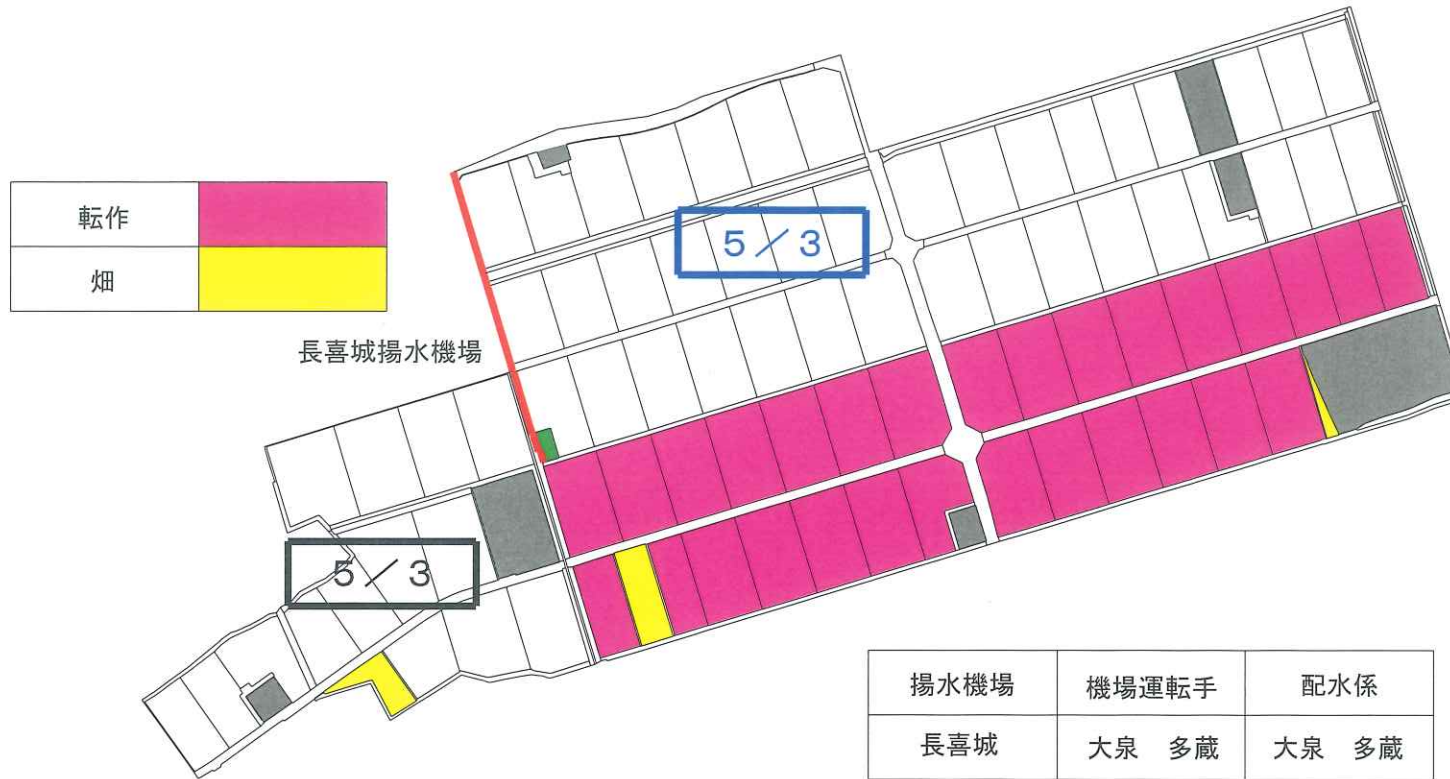 5／3
転作
畑
長喜城揚水機場
5／3
揚水機場 機場運転手 配水係
長喜城 大泉　多蔵 大泉　多蔵